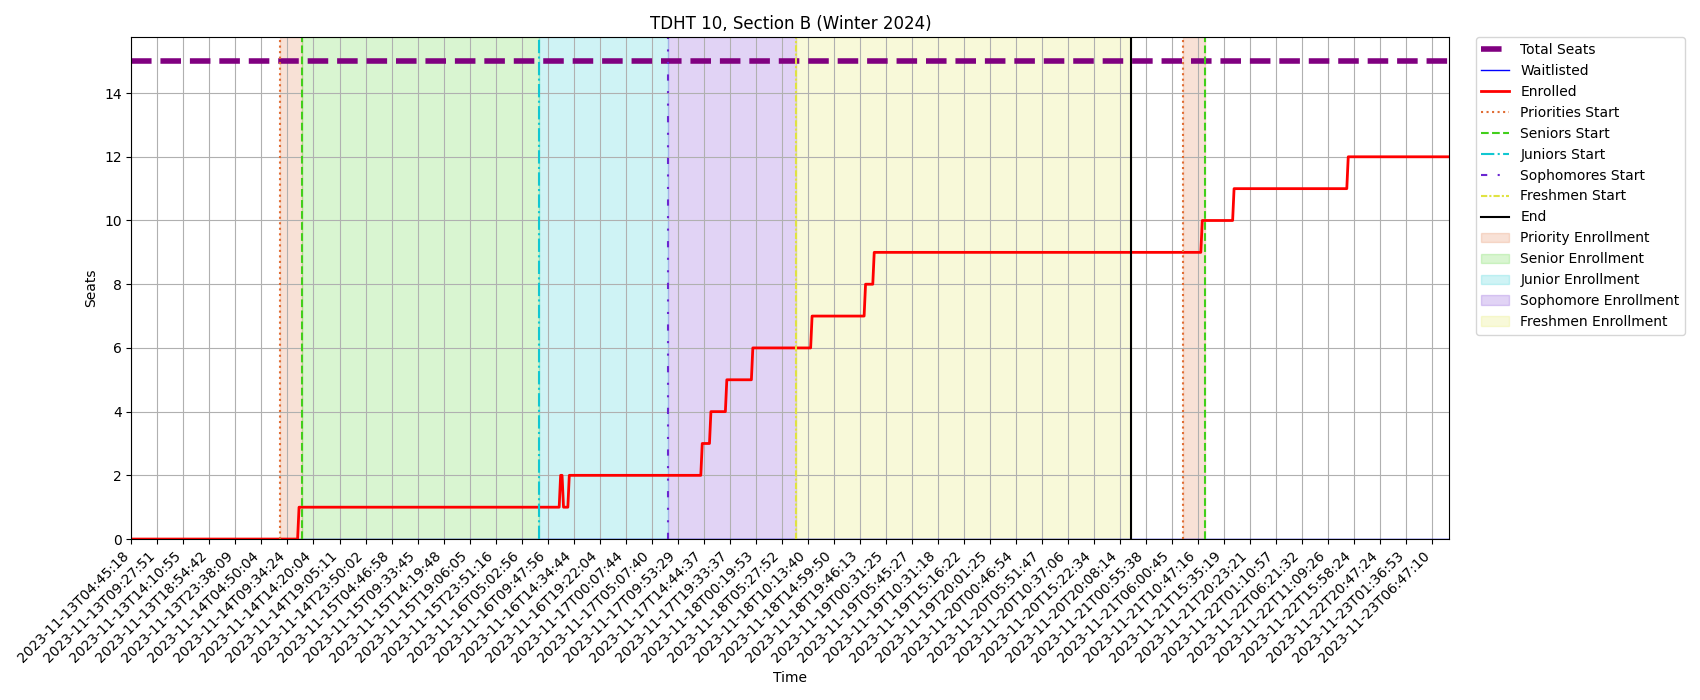 TDHT 10, Section B (Winter 2024)
Seats
14
12
10
8
6
4
2
0
2023-11-13T04:45:18
2023-11-13T09:27:51
2023-11-13T14:10:55
2023-11-13T18:54:42
2023-11-13T23:38:09
2023-11-14T04:50:04
2023-11-14T09:34:24
2023-11-14T14:20:04
2023-11-14T19:05:11
2023-11-14T23:50:02
2023-11-15T04:46:58
2023-11-15T09:33:45
2023-11-15T14:19:48
2023-11-15T19:06:05
2023-11-15T23:51:16
2023-11-16T05:02:56
2023-11-16T09:47:56
2023-11-16T14:34:44
2023-11-16T19:22:04
2023-11-17T00:07:44
2023-11-17T05:07:40
2023-11-17T09:53:29
2023-11-17T14:44:37
2023-11-17T19:33:37
2023-11-18T00:19:53
2023-11-18T05:27:52
2023-11-18T10:13:40
2023-11-18T14:59:50
2023-11-18T19:46:13
2023-11-19T00:31:25
2023-11-19T05:45:27
2023-11-19T10:31:18
2023-11-19T15:16:22
2023-11-19T20:01:25
2023-11-20T00:46:54
2023-11-20T05:51:47
2023-11-20T10:37:06
2023-11-20T15:22:34
2023-11-20T20:08:14
2023-11-21T00:55:38
2023-11-21T06:00:45
2023-11-21T10:47:16
2023-11-21T15:35:19
2023-11-21T20:23:21
2023-11-22T01:10:57
2023-11-22T06:21:32
2023-11-22T11:09:26
2023-11-22T15:58:24
2023-11-22T20:47:24
2023-11-23T01:36:53
2023-11-23T06:47:10
Time
Total Seats
Waitlisted
Enrolled
Priorities Start
Seniors Start
Juniors Start
Sophomores Start
Freshmen Start
End
Priority Enrollment
Senior Enrollment
Junior Enrollment
Sophomore Enrollment
Freshmen Enrollment